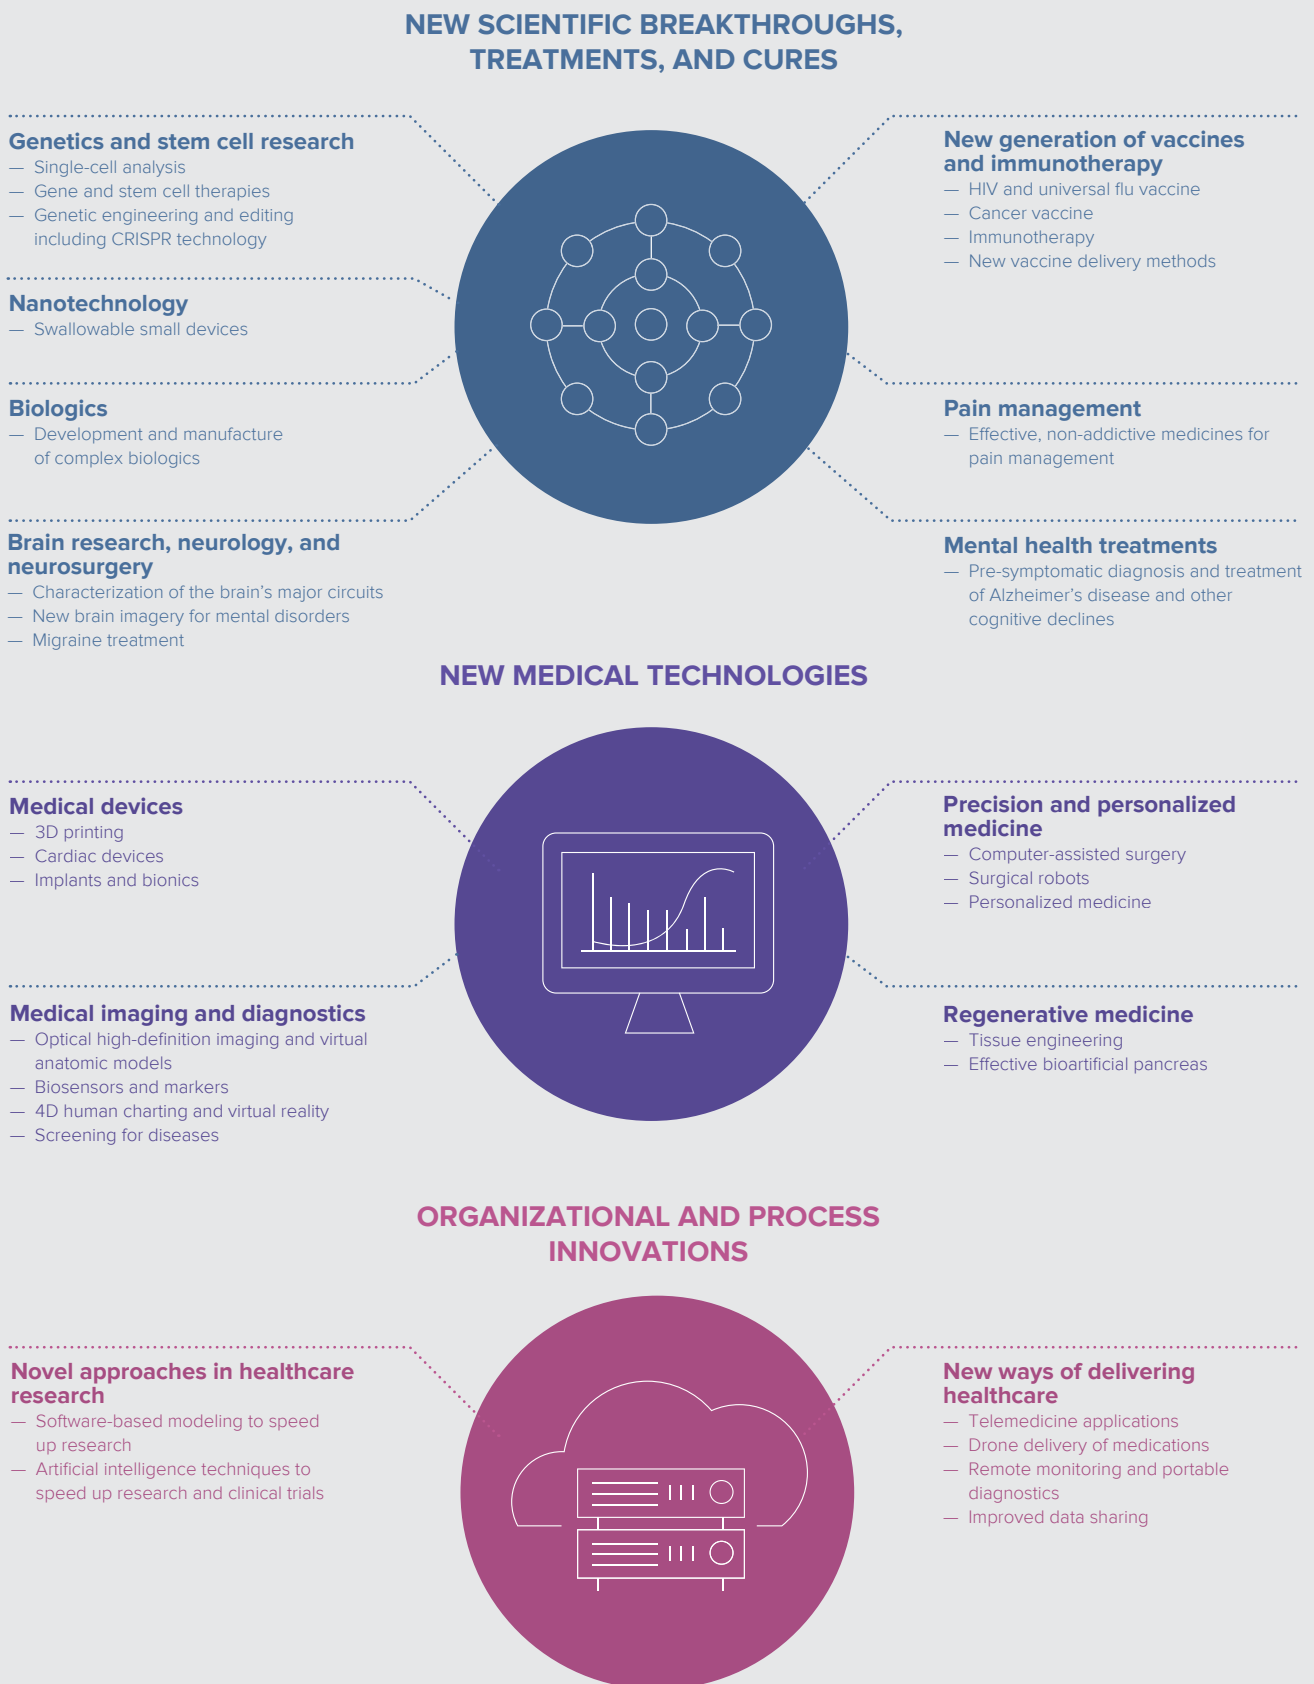 NEW SCIENTIFIC BREAKTHROUGHS,
TREATMENTS, AND CURES
Genetics and stem cell research
— Single-cell analysis
— Gene and stem cell therapies
— Genetic engineering and editing
including CRISPR technology
Nanotechnology
— Swallowable small devices
Biologics
— Development and manufacture
of complex biologics
Brain research, neurology, and
neurosurgery
— Characterization of the brain’s major circuits
— New brain imagery for mental disorders
— Migraine treatment
New generation of vaccines
and immunotherapy
— HIV and universal flu vaccine
— Cancer vaccine
— Immunotherapy
— New vaccine delivery methods
Pain management
— Effective, non-addictive medicines for
pain management
Mental health treatments
— Pre-symptomatic diagnosis and treatment
of Alzheimer’s disease and other
cognitive declines
NEW MEDICAL TECHNOLOGIES
Medical devices
— 3D printing
— Cardiac devices
— Implants and bionics
Medical imaging and diagnostics
— Optical high-definition imaging and virtual
anatomic models
— Biosensors and markers
— 4D human charting and virtual reality
— Screening for diseases
Precision and personalized
medicine
— Computer-assisted surgery
— Surgical robots
— Personalized medicine
Regenerative medicine
— Tissue engineering
— Effective bioartificial pancreas
ORGANIZATIONAL AND PROCESS
INNOVATIONS
Novel approaches in healthcare
research
— Software-based modeling to speed
up research
— Artificial intelligence techniques to
speed up research and clinical trials
New ways of delivering
healthcare
— Telemedicine applications
— Drone delivery of medications
— Remote monitoring and portable
diagnostics
— Improved data sharing